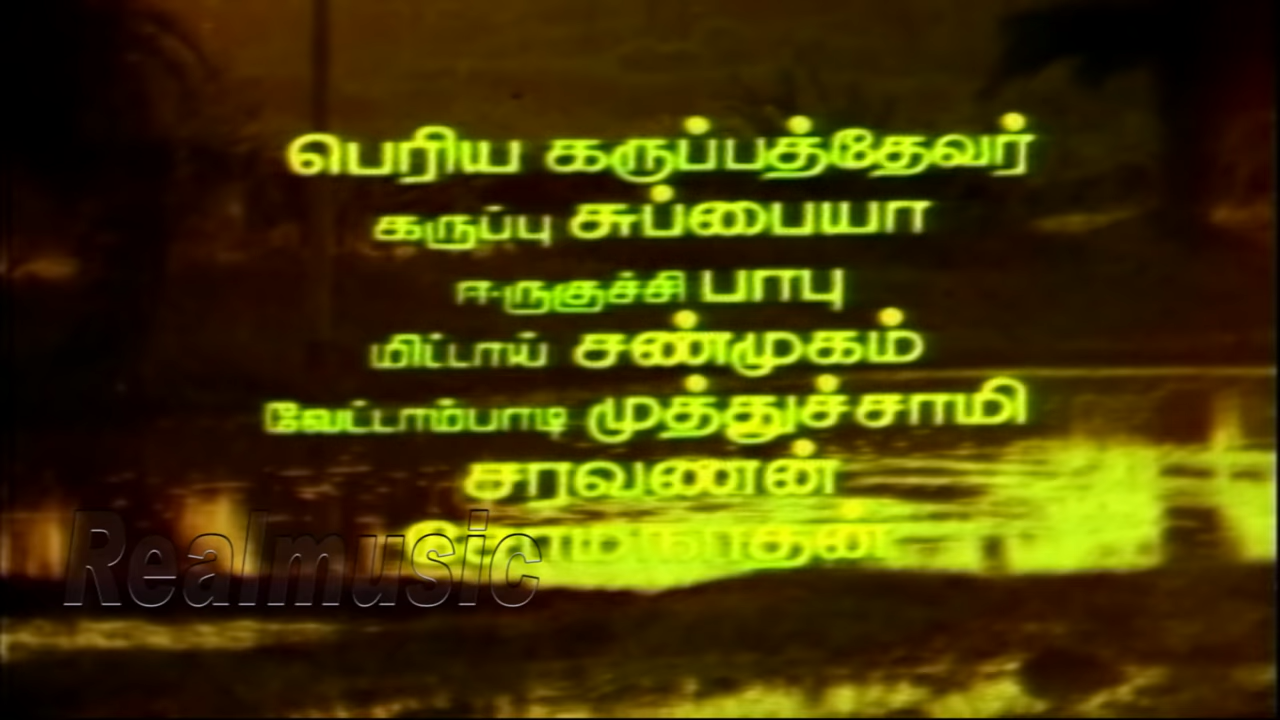 பெரிய கருப்பத்தேவர்
கருப்பு சுப்பையா
ஈ-ருகுச்சி பாபு
மிட்டாய் சண்முகம்
வேட்டாம்பாடி முத்துச்சாமி
சரவணன்
Realmusic